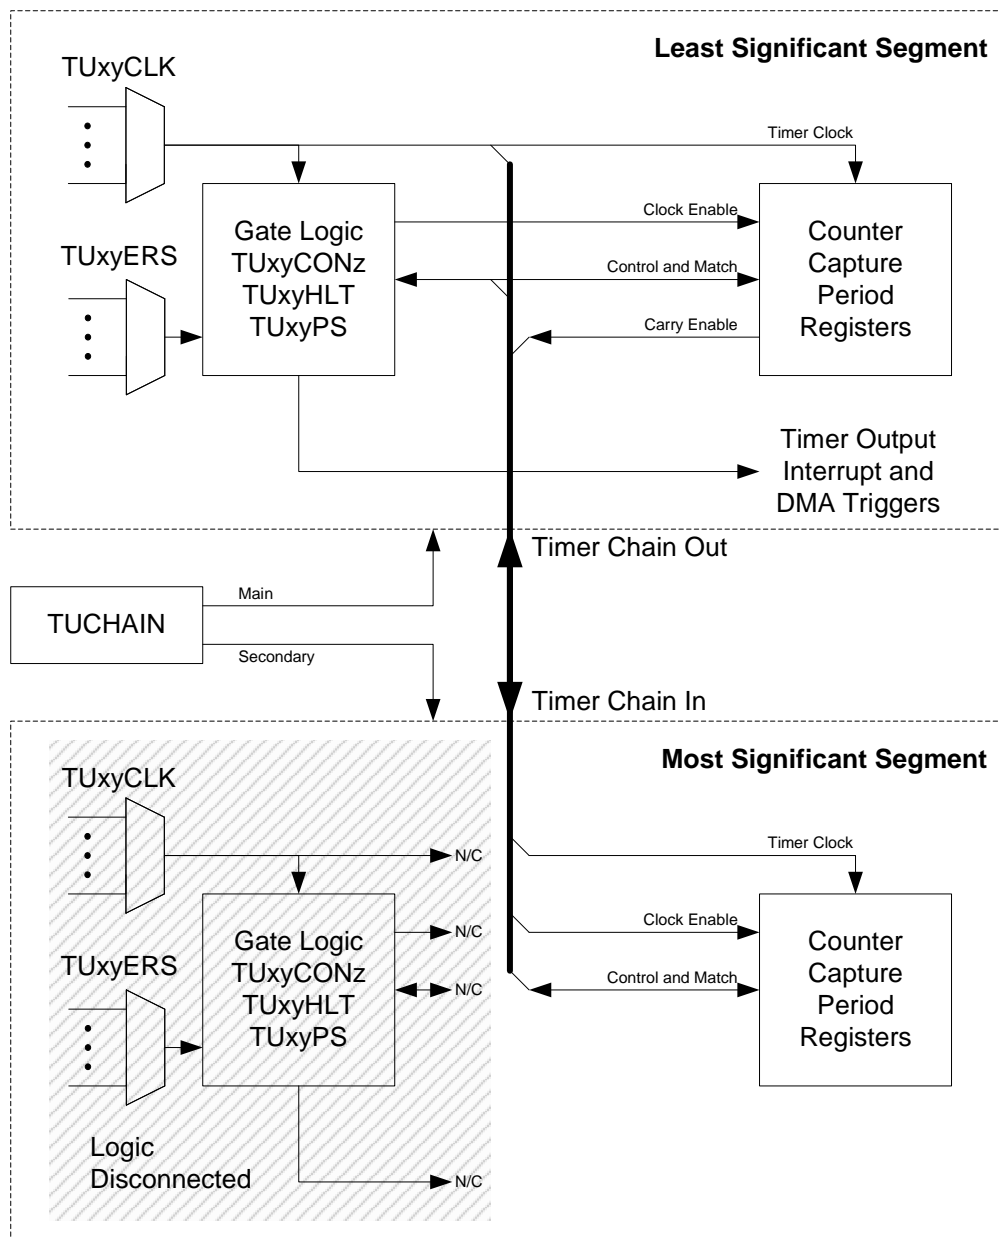 Least Significant Segment
TUxyCLK
Timer Clock
Clock Enable
Gate Logic
TUxyCONz
TUxyHLT
TUxyPS
Counter
Capture
Period
Registers
TUxyERS
Control and Match
Carry Enable
Timer Output
Interrupt and
DMA Triggers
Timer Chain Out
TUCHAIN
Main
Secondary
Timer Chain In
Most Significant Segment
TUxyCLK
N/C
Timer Clock
Gate Logic
TUxyCONz
TUxyHLT
TUxyPS
N/C
Clock Enable
Counter
Capture
Period
Registers
TUxyERS
N/C
Control and Match
Logic
Disconnected
N/C